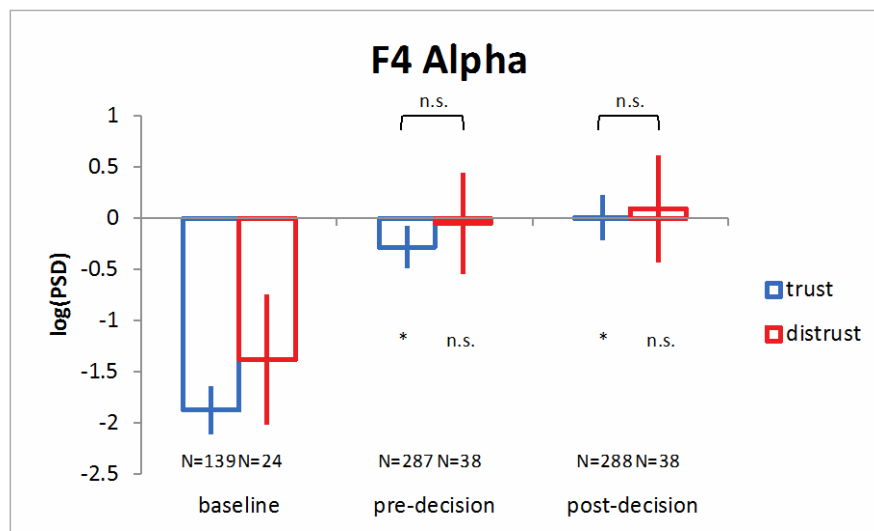 F4 Alpha
n.s. n.s.
1
0.5
0
-0.5
-1
-1.5
-2
-2.5
log(PSD)
trust
distrust
* n.s. * n.s.
N=139 N=24 N=287 N=38 N=288 N=38
baseline pre-decision post-decision